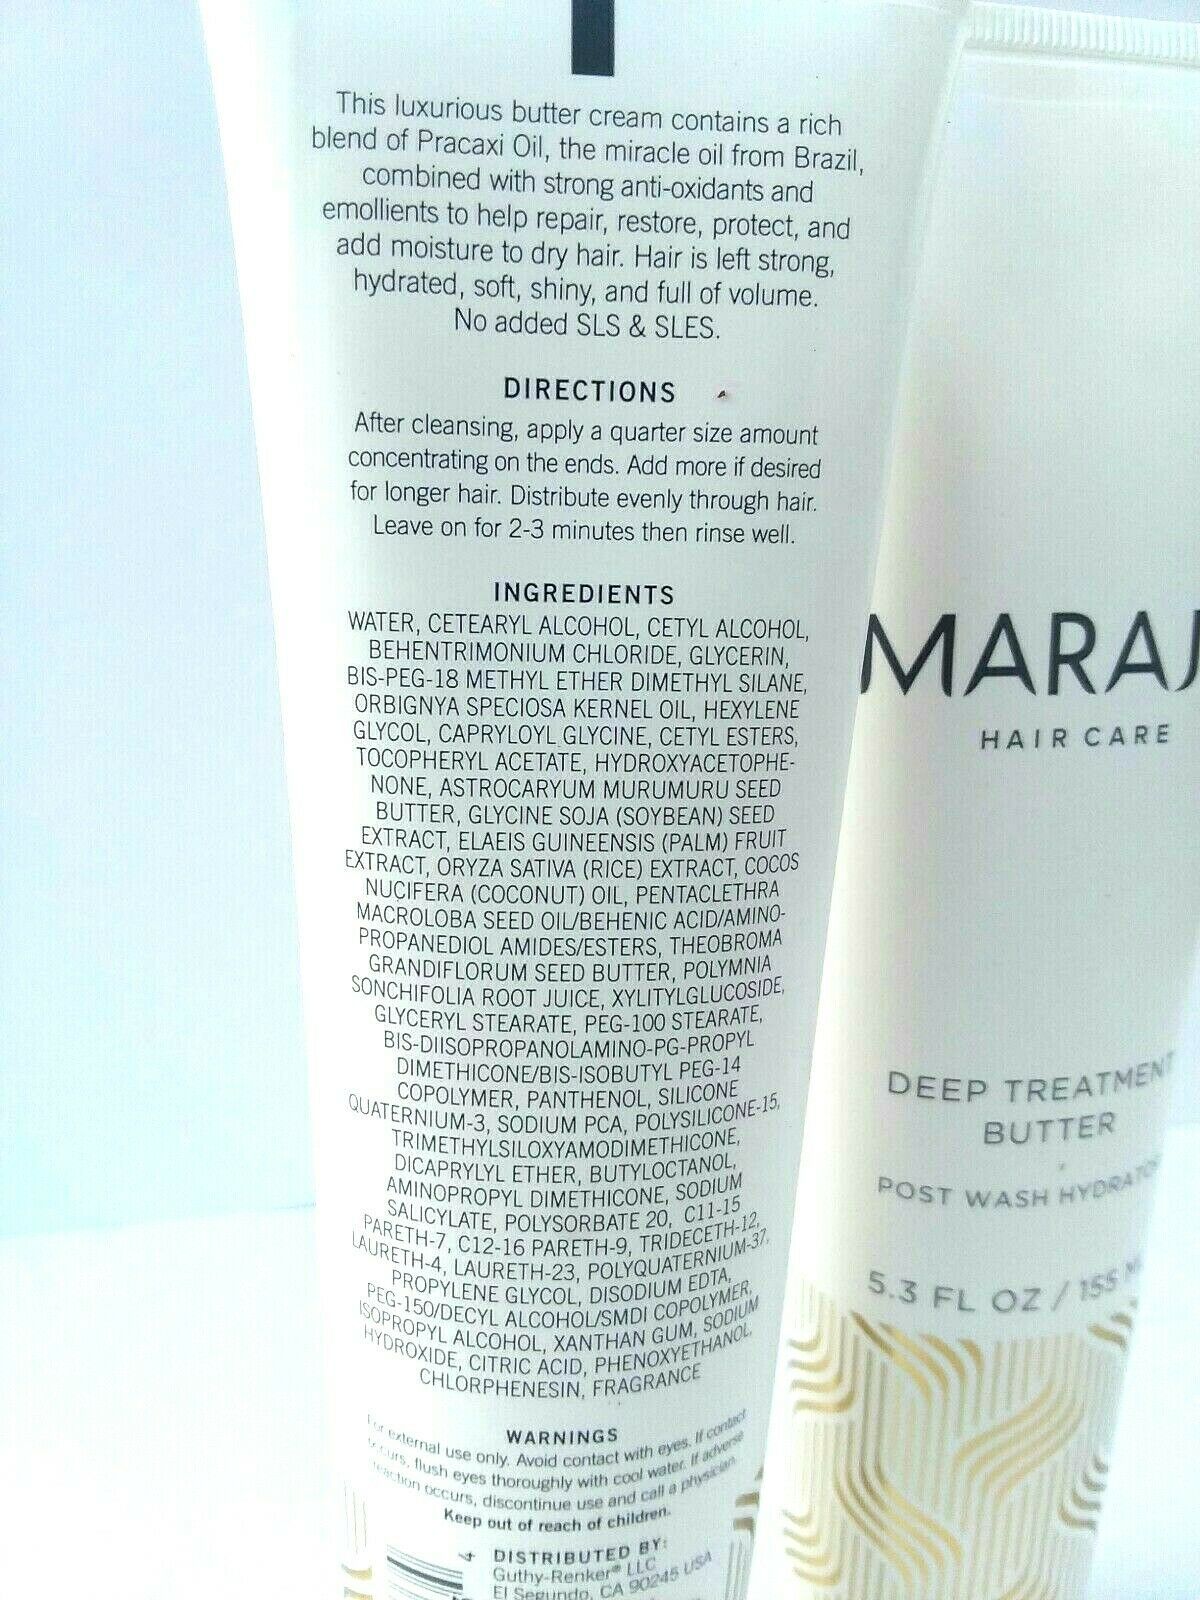 This luxurious butter cream contains a rich
blend of Pracaxi Oil, the miracle oil from Brazil,
combined with strong anti-oxidants and
emollients to help repair, restore, protect, and
add moisture to dry hair. Hair is left strong,
hydrated, soft, shiny, and full of volume.
No added SLS & SLES.
DIRECTIONS
After cleansing, apply a quarter size amount
concentrating on the ends. Add more if desired
for longer hair. Distribute evenly through hair.
Leave on for 2-3 minutes then rinse well.
INGREDIENTS
WATER, CETEARYL ALCOHOL, CETYL ALCOHOL,
BEHENTRIMONIUM CHLORIDE, GLYCERIN,
BIS-PEG-18 METHYL ETHER DIMETHYL SILANE,
ORBIGNYA SPECIOSA KERNEL OIL, HEXYLENE
GLYCOL, CAPRYLOYL GLYCINE, CETYL ESTERS,
TOCOPHERYL ACETATE, HYDROXYACETOPHE-
NONE, ASTROCARYUM MURUMURU SEED
BUTTER, GLYCINE SOJA (SOYBEAN) SEED
EXTRACT, ELAEIS GUINEENSIS (PALM) FRUIT
EXTRACT, ORYZA SATIVA (RICE) EXTRACT, COCOS
NUCIFERA (COCONUT) OIL, PENTACLETHRA
MACROLOBA SEED OIL/BEHENIC ACID/AMINO-
PROPANEDIOL AMIDES/ESTERS, THEOBROMA
GRANDIFLORUM SEED BUTTER, POLYMNIA
SONCHIFOLIA ROOT JUICE, XYLITYLGLUCOSIDE,
GLYCERYL STEARATE, PEG-100 STEARATE,
BIS-DIISOPROPANOLAMINO-PG-PROPYL
DIMETHICONE/BIS-ISOBUTYL PEG-14
COPOLYMER, PANTHENOL, SILICONE
QUATERNIUM-3, SODIUM PCA, POLYSILICONE-15,
TRIMETHYLSILOXYAMODIMETHICONE,
DICAPRYLYL ETHER, BUTYLOCTANOL,
AMINOPROPYL DIMETHICONE, SODIUM
SALICYLATE, POLYSORBATE 20, C11-15
PARETH-7, C12-16 PARETH-9, TRIDECETH-12,
LAURETH-4, LAURETH-23, POLYQUATERNIUM-37,
PROPYLENE GLYCOL, DISODIUM EDTA,
PEG-150/DECYL ALCOHOL/SMDI COPOLYMER,
ISOPROPYL ALCOHOL, XANTHAN GUM, SODIUM
HYDROXIDE, CITRIC ACID, PHENOXYETHANOL,
CHLORPHENESIN, FRAGRANCE
WARNINGS
For external use only. Avoid contact with eyes. If contact
occurs, flush eyes thoroughly with cool water. If adverse
reaction occurs, discontinue use and call a physician.
Keep out of reach of children.
DISTRIBUTED BY:
Guthy-Renker® LLC
El Segundo, CA 90245 USA
MARAJ
HAIR CARE
DEEP TREATMENT
BUTTER
POST WASH HYDRATO
5.3 FL OZ / 155 M